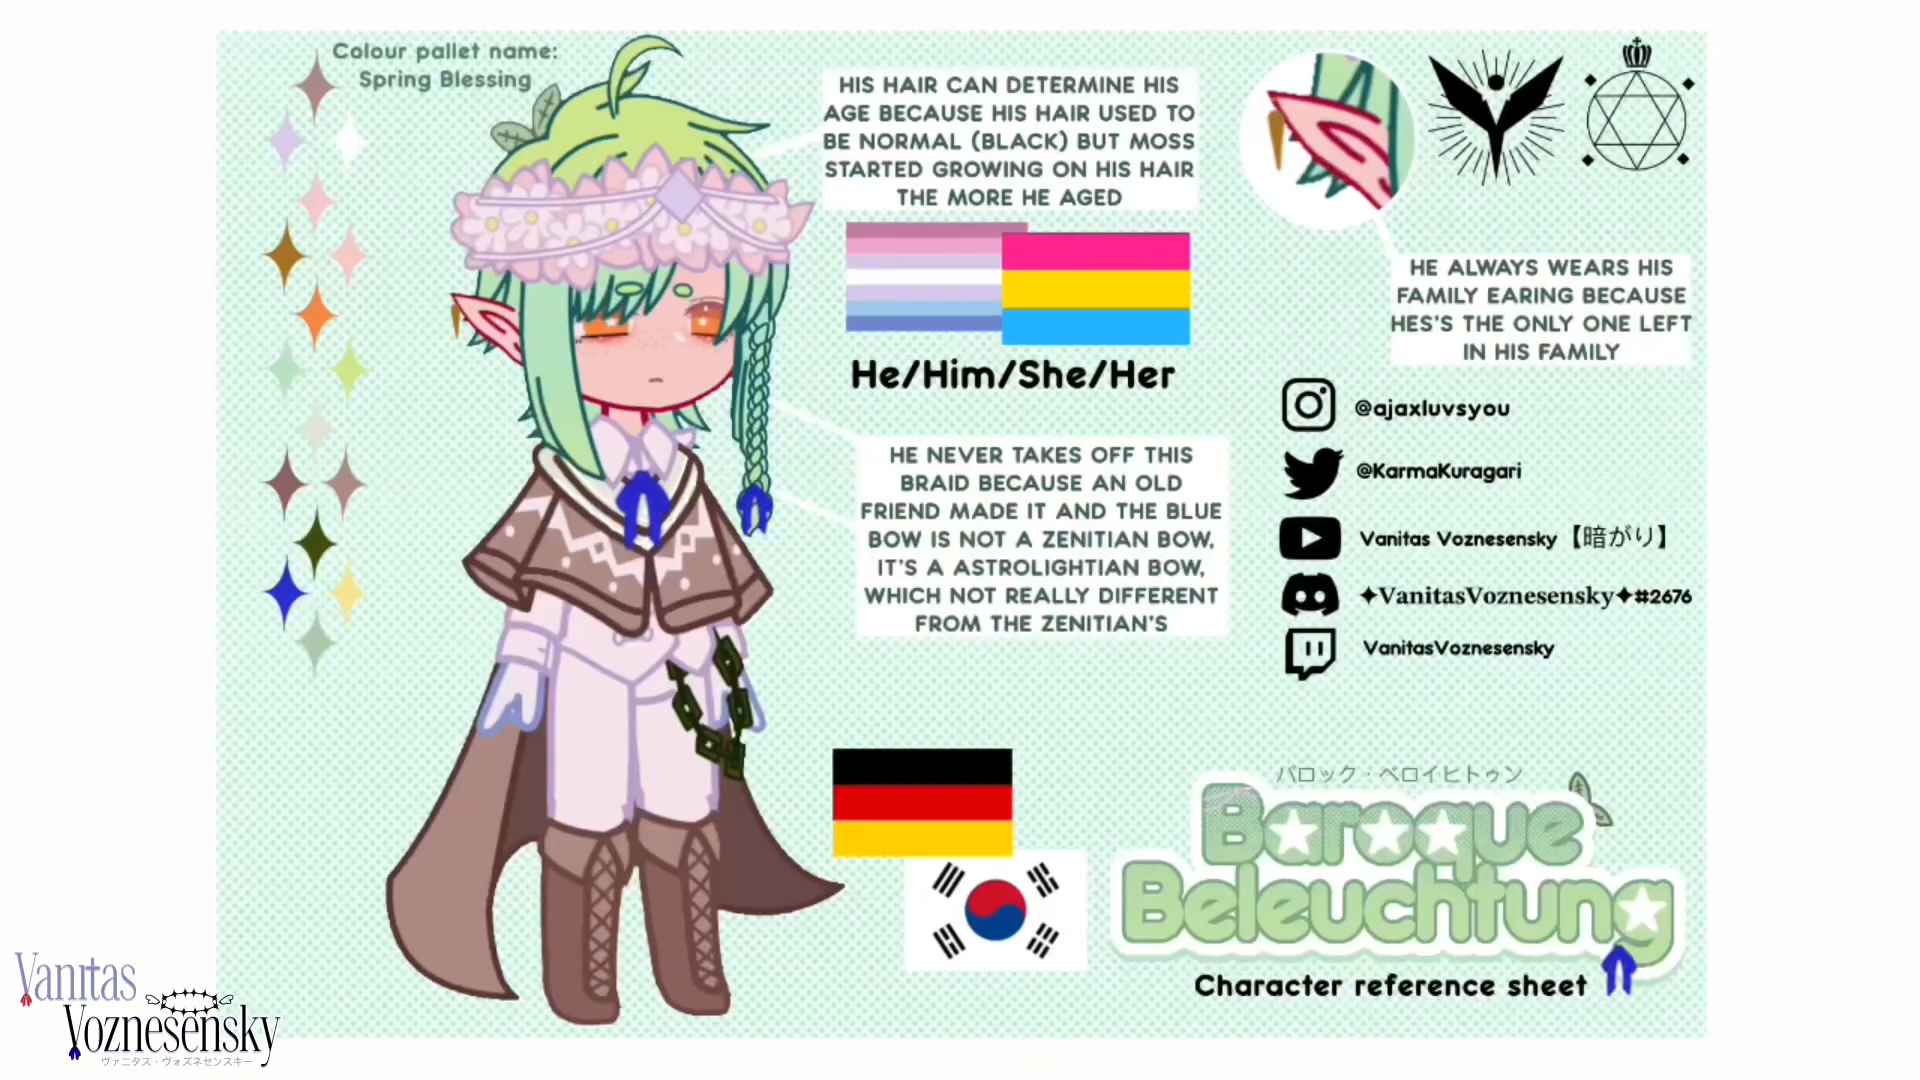 Colour pallet name:
Spring Blessing
HIS HAIR CAN DETERMINE HIS
AGE BECAUSE HIS HAIR USED TO
BE NORMAL (BLACK) BUT MOSS
STARTED GROWING ON HIS HAIR
THE MORE HE AGED
He/Him/She/Her
HE NEVER TAKES OFF THIS
BRAID BECAUSE AN OLD
FRIEND MADE IT AND THE BLUE
BOW IS NOT A ZENITIAN BOW,
IT'S A ASTROLIGHTIAN BOW,
WHICH NOT REALLY DIFFERENT
FROM THE ZENITIAN'S
HE ALWAYS WEARS HIS
FAMILY EARING BECAUSE
HES'S THE ONLY ONE LEFT
IN HIS FAMILY
@ajaxluvsyou
@KarmaKuragari
Vanitas Voznesensky【暗がり】
✦VanitasVoznesensky✦#2676
VanitasVoznesensky
バロック・ベロイヒトゥン
Baroque
Beleuchtung
Character reference sheet
Vanitas
Voznesensky
ヴァニタス・ヴォズネセンスキー